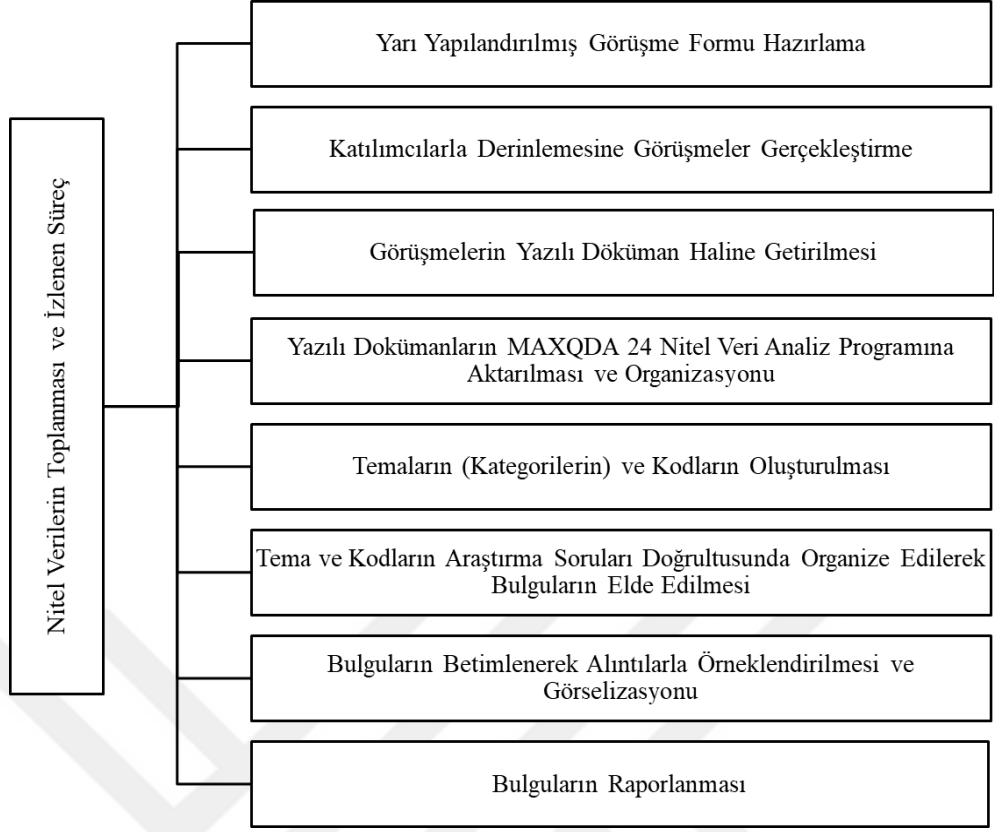 Nitel Verilerin Toplanması ve İzlenen Süreç
Yarı Yapılandırılmış Görüşme Formu Hazırlama
Katılımcılarla Derinlemesine Görüşmeler Gerçekleştirme
Görüşmelerin Yazılı Döküman Haline Getirilmesi
Yazılı Dokümanların MAXQDA 24 Nitel Veri Analiz Programına
Aktarılması ve Organizasyonu
Temaların (Kategorilerin) ve Kodların Oluşturulması
Tema ve Kodların Araştırma Soruları Doğrultusunda Organize Edilerek
Bulguların Elde Edilmesi
Bulguların Betimlenerek Alıntılarla Örneklendirilmesi ve
Görselizasyonu
Bulguların Raporlanması